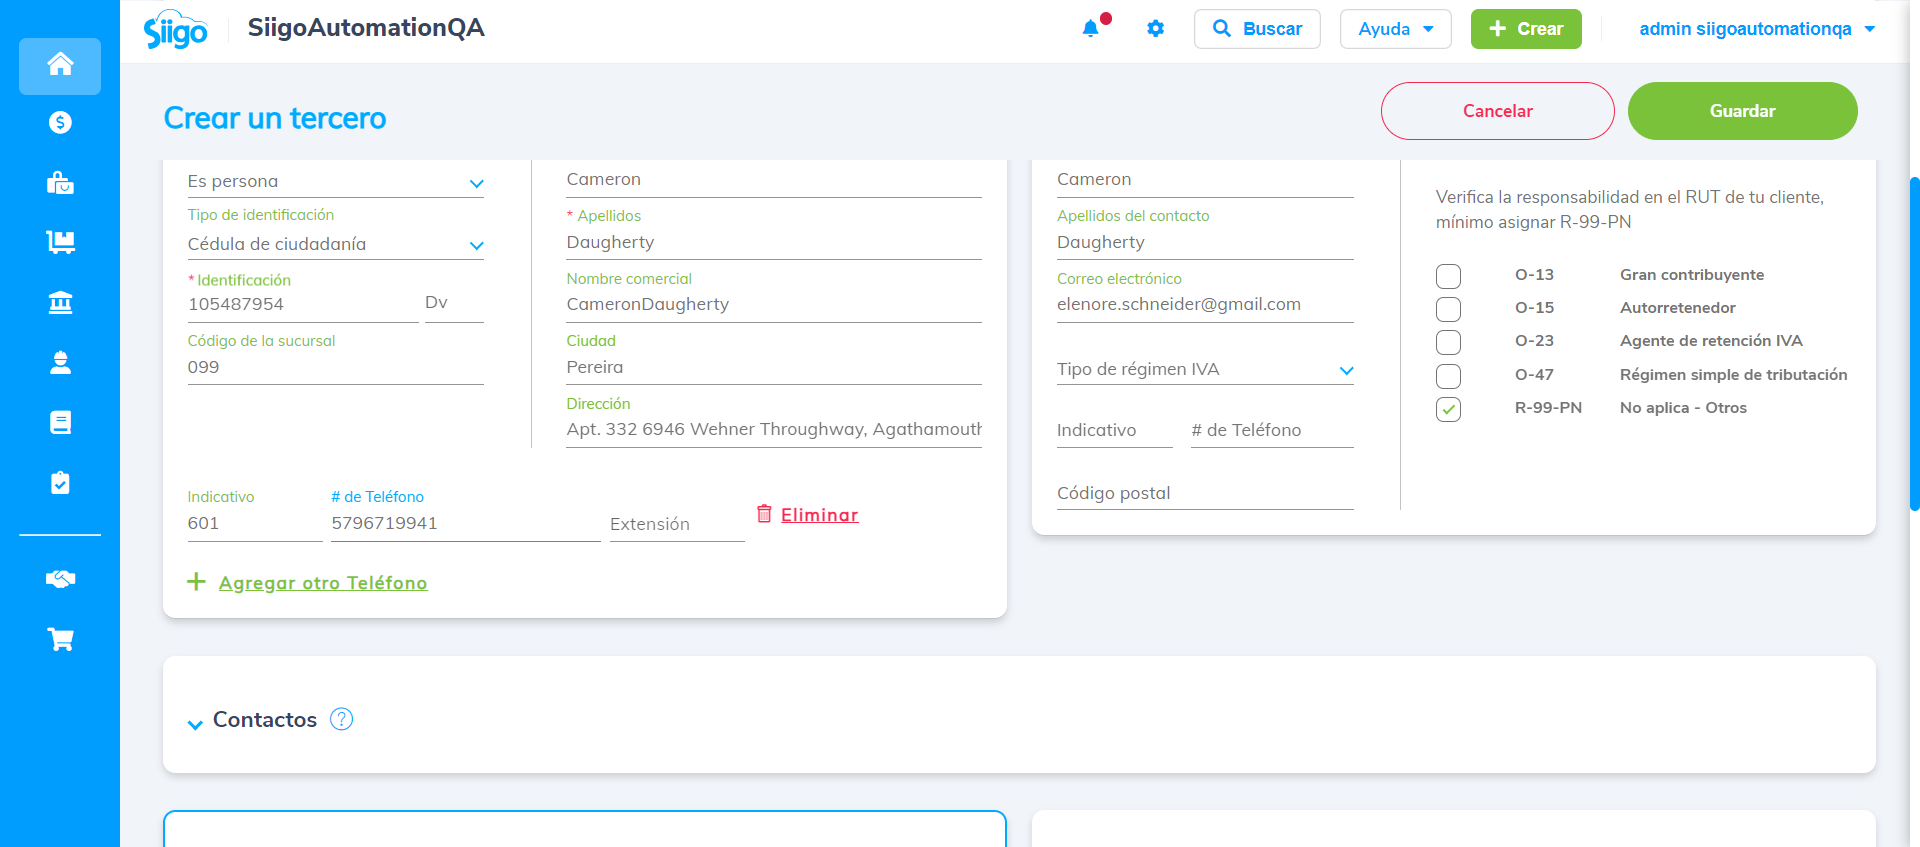 Siigo
SiigoAutomationQA
Buscar
Ayuda
Crear
admin siigoautomationqa
Crear un tercero
Cancelar
Guardar
Es persona
Tipo de identificación
Cédula de ciudadanía
* Identificación
105487954
Dv
Código de la sucursal
099
Cameron
* Apellidos
Daugherty
Nombre comercial
CameronDaugherty
Ciudad
Pereira
Dirección
Apt. 332 6946 Wehner Throughway, Agathamouth
Indicativo
601
# de Teléfono
5796719941
Extensión
Eliminar
Agregar otro Teléfono
Cameron
Apellidos del contacto
Daugherty
Correo electrónico
elenore.schneider@gmail.com
Tipo de régimen IVA
Indicativo
# de Teléfono
Código postal
Verifica la responsabilidad en el RUT de tu cliente,
mínimo asignar R-99-PN
O-13 Gran contribuyente
O-15 Autorretenedor
O-23 Agente de retención IVA
O-47 Régimen simple de tributación
R-99-PN No aplica - Otros
Contactos ?